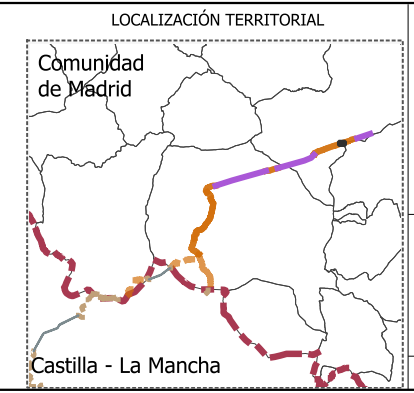 LOCALIZACIÓN TERRITORIAL
Comunidad
de Madrid
Castilla - La Mancha